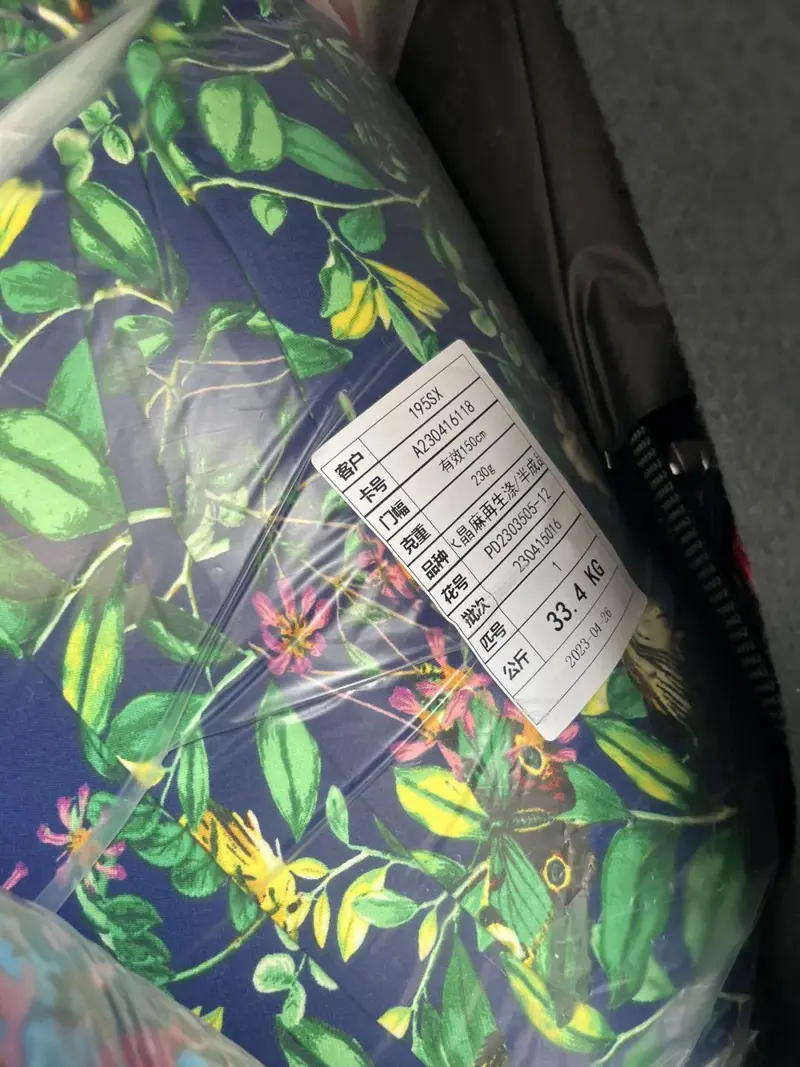 客户 195SX
卡号 A230416118
门幅 有效150cm
克重 230g
品种 晶麻再生涤/半成品
花号 PD2303505-12
批次 230415016
匹号 1
公斤 33.4 KG
2023-04-26